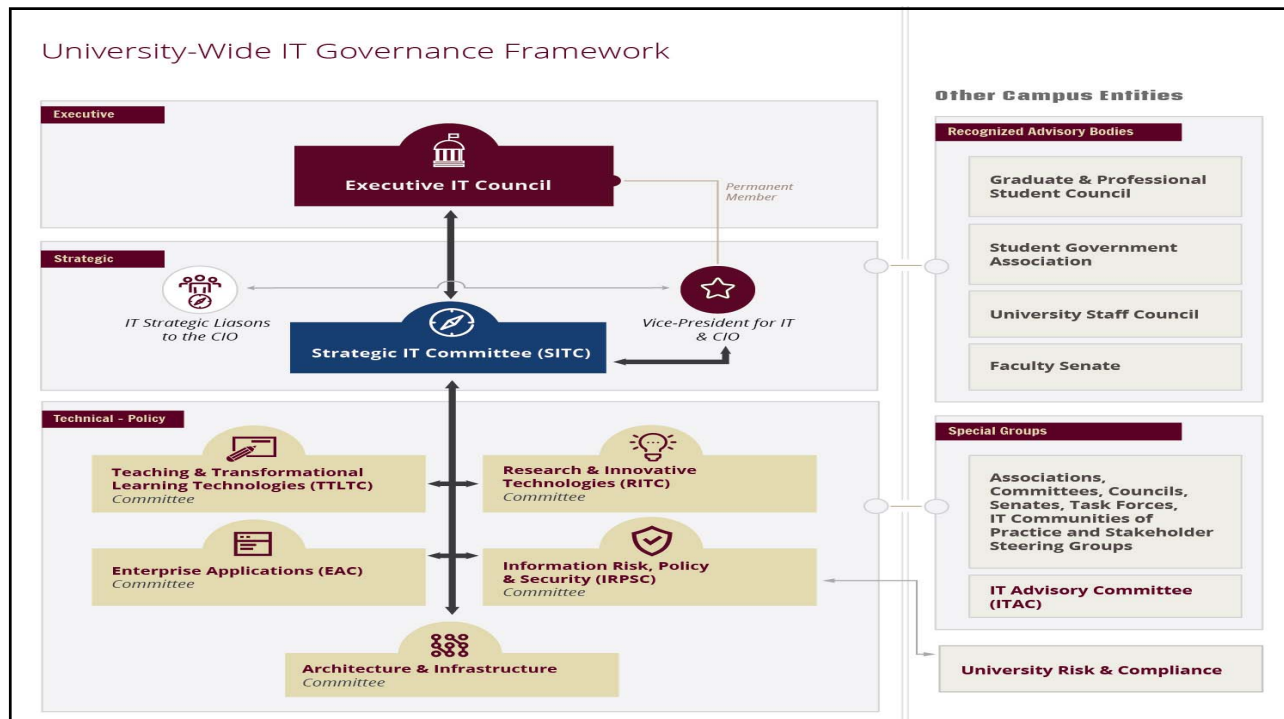 University-Wide IT Governance Framework
Executive
Executive IT Council
Permanent
Member
Strategic
IT Strategic Liasons
to the CIO
Strategic IT Committee (SITC)
Vice-President for IT
& CIO
Technical - Policy
Teaching & Transformational
Learning Technologies (TTLTC)
Committee
Research & Innovative
Technologies (RITC)
Committee
Enterprise Applications (EAC)
Committee
Information Risk, Policy
& Security (IRPSC)
Committee
Architecture & Infrastructure
Committee
Other Campus Entities
Recognized Advisory Bodies
Graduate & Professional
Student Council
Student Government
Association
University Staff Council
Faculty Senate
Special Groups
Associations,
Committees, Councils,
Senates, Task Forces,
IT Communities of
Practice and Stakeholder
Steering Groups
IT Advisory Committee
(ITAC)
University Risk & Compliance